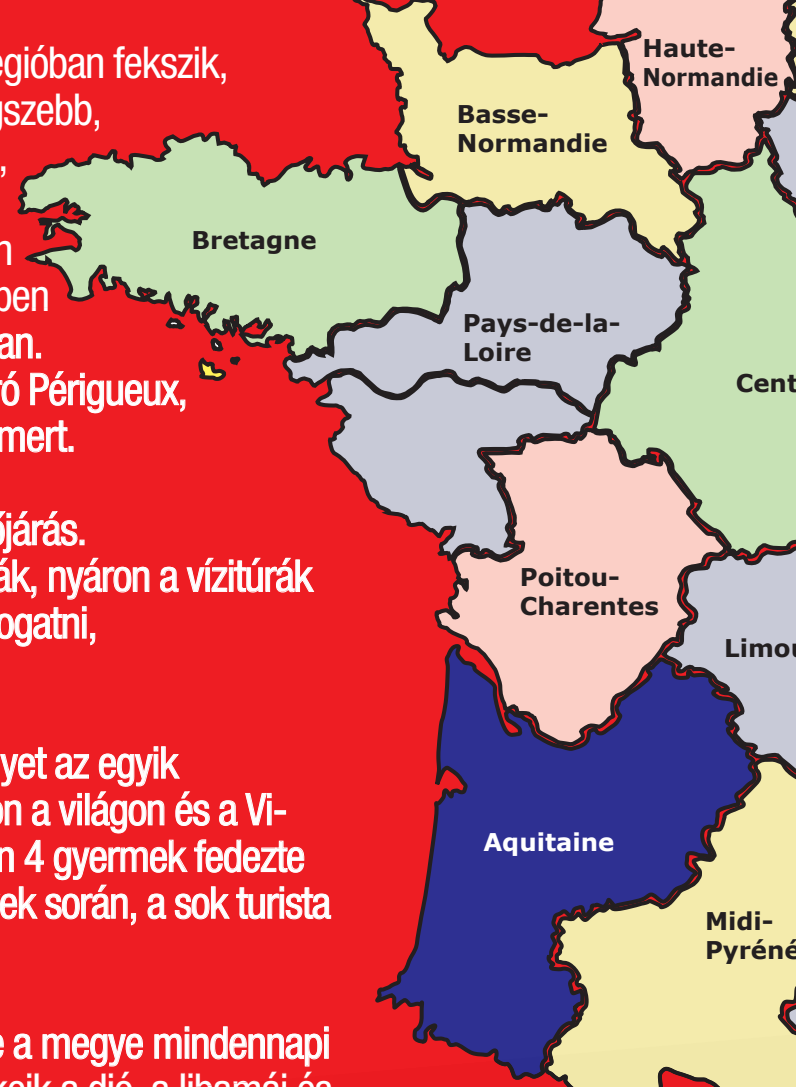 égióban fekszik,
gszebb,
,
n
ben
an.
ró Périgueux,
mert.
őjárás.
ák, nyáron a vízitúrák
ogatni,
yet az egyik
on a világon és a Vi-
n 4 gyermek fedezte
ek során, a sok turista
e a megye mindennapi
Haute-
Normandie
Basse-
Normandie
Bretagne
Pays-de-la-
Loire
Cent
Poitou-
Charentes
Limou
Aquitaine
Midi-
Pyréné